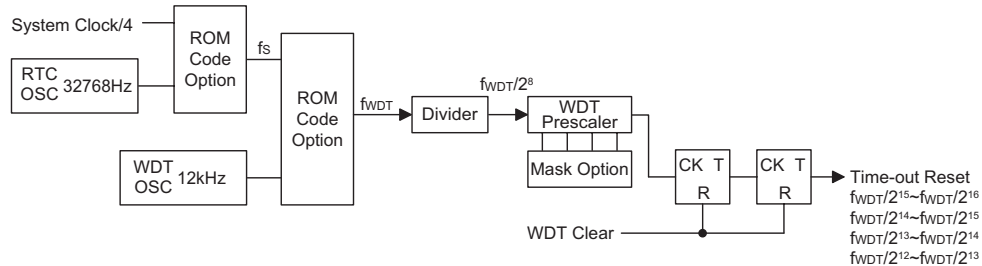 System Clock/4
ROM
Code
Option
fS
RTC
OSC 32768Hz
ROM
Code
Option
WDT
OSC 12kHz
fWDT
Divider
fWDT/2⁸
WDT
Prescaler
Mask Option
CK T
R
CK T
R
WDT Clear
Time-out Reset
fWDT/2¹⁵~fWDT/2¹⁶
fWDT/2¹⁴~fWDT/2¹⁵
fWDT/2¹³~fWDT/2¹⁴
fWDT/2¹²~fWDT/2¹³